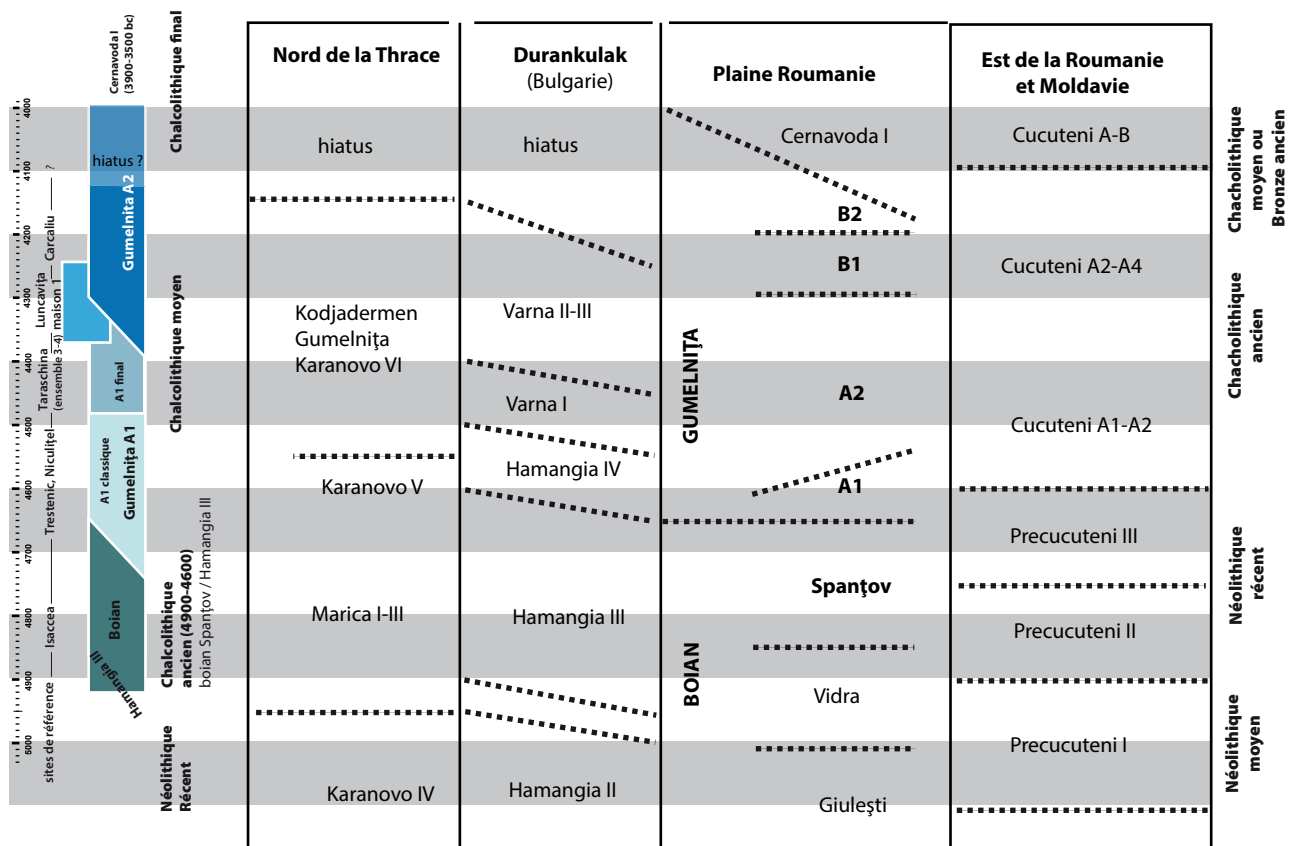 Cernavoda I
(3900-3500 bc)
Chalcolithique final
Nord de la Thrace
Durankulak
(Bulgarie)
Plaine Roumanie
Est de la Roumanie
et Moldavie
4000
4100
4200
4300
4400
4500
4600
4700
4800
4900
5000
sites de référence
Isaccea
Trestenic, Niculiţel
Taraschina
(ensemble 3-4)
Luncaviţa
maison 1
Carcaliu
?
hiatus ?
Gumelnita A2
A1 final
A1 classique
Gumelniţa A1
Boian
Hamangia III
Chalcolithique moyen
Chalcolithique
ancien (4900-4600)
boian Spanţov / Hamangia III
Néolithique
Récent
hiatus
Kodjadermen
Gumelniţa
Karanovo VI
Karanovo V
Marica I-III
Karanovo IV
hiatus
Varna II-III
Varna I
Hamangia IV
Hamangia III
Hamangia II
Cernavoda I
B2
B1
GUMELNIŢA
A2
A1
Spanţov
BOIAN
Vidra
Giuleşti
Cucuteni A-B
Cucuteni A2-A4
Cucuteni A1-A2
Precucuteni III
Precucuteni II
Precucuteni I
Chacholithique
moyen ou
Bronze ancien
Chacholithique
ancien
Néolithique
récent
Néolithique
moyen